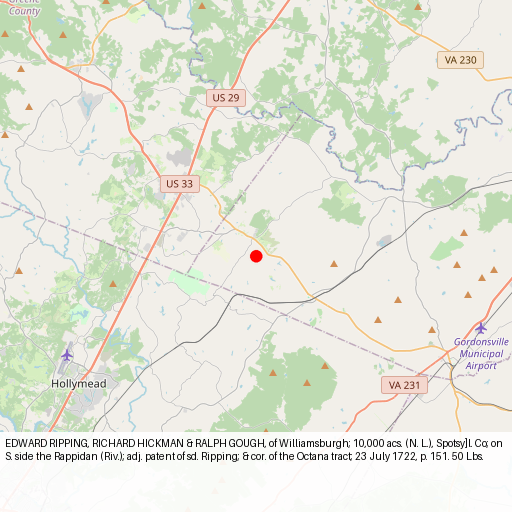 Greene
County
VA 230
US 29
US 33
Gordonsville
Municipal
Airport
Hollymead
VA 231
EDWARD RIPPING, RICHARD HICKMAN & RALPH GOUGH, of Williamsburgh; 10,000 acs. (N. L.), Spotsy]l. Co; on
S. side the Rappidan (Riv.); adj. patent of sd. Ripping; & cor. of the Octana tract; 23 July 1722, p. 151. 50 Lbs.